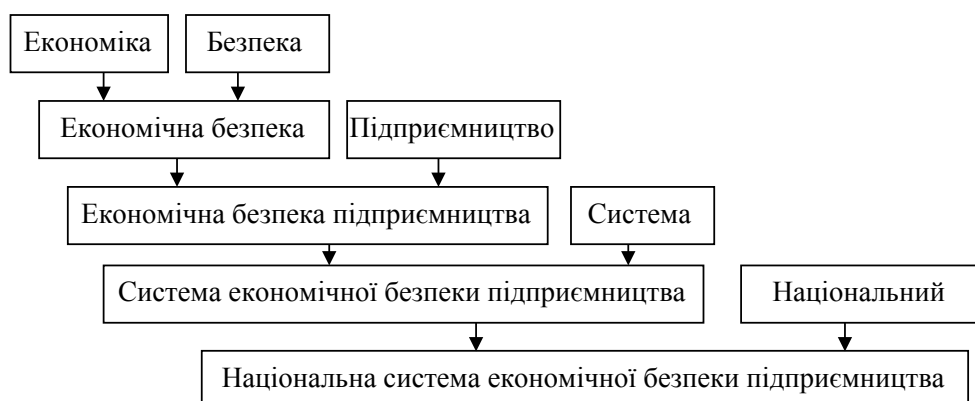 Економіка
Безпека
Економічна безпека
Підприємництво
Економічна безпека підприємництва
Система
Система економічної безпеки підприємництва
Національний
Національна система економічної безпеки підприємництва